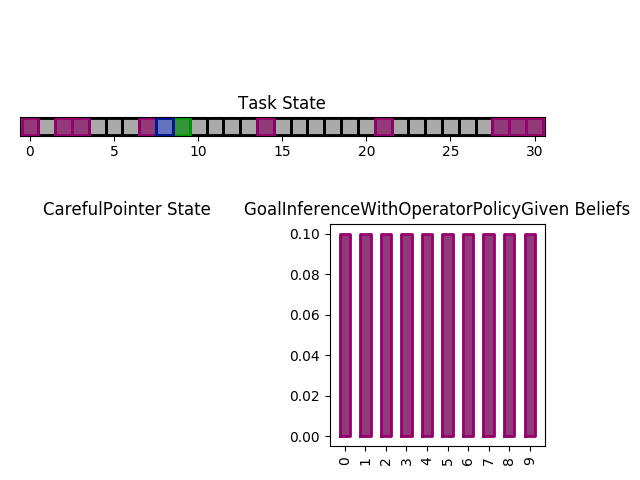 Task State
0 5 10 15 20 25 30
CarefulPointer State
GoalInferenceWithOperatorPolicyGiven Beliefs
0.10
0.08
0.06
0.04
0.02
0.00
0 1 2 3 4 5 6 7 8 9